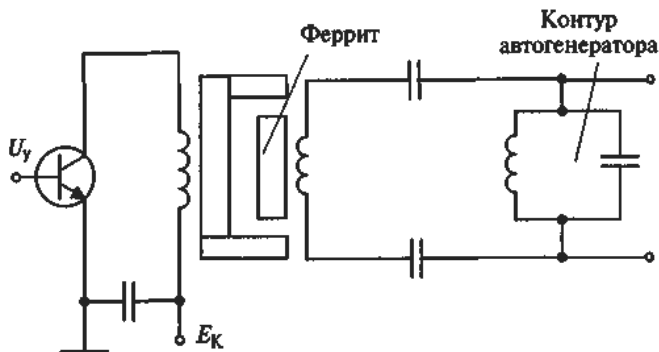 Феррит
Контур
автогенератора
Uу
Eк